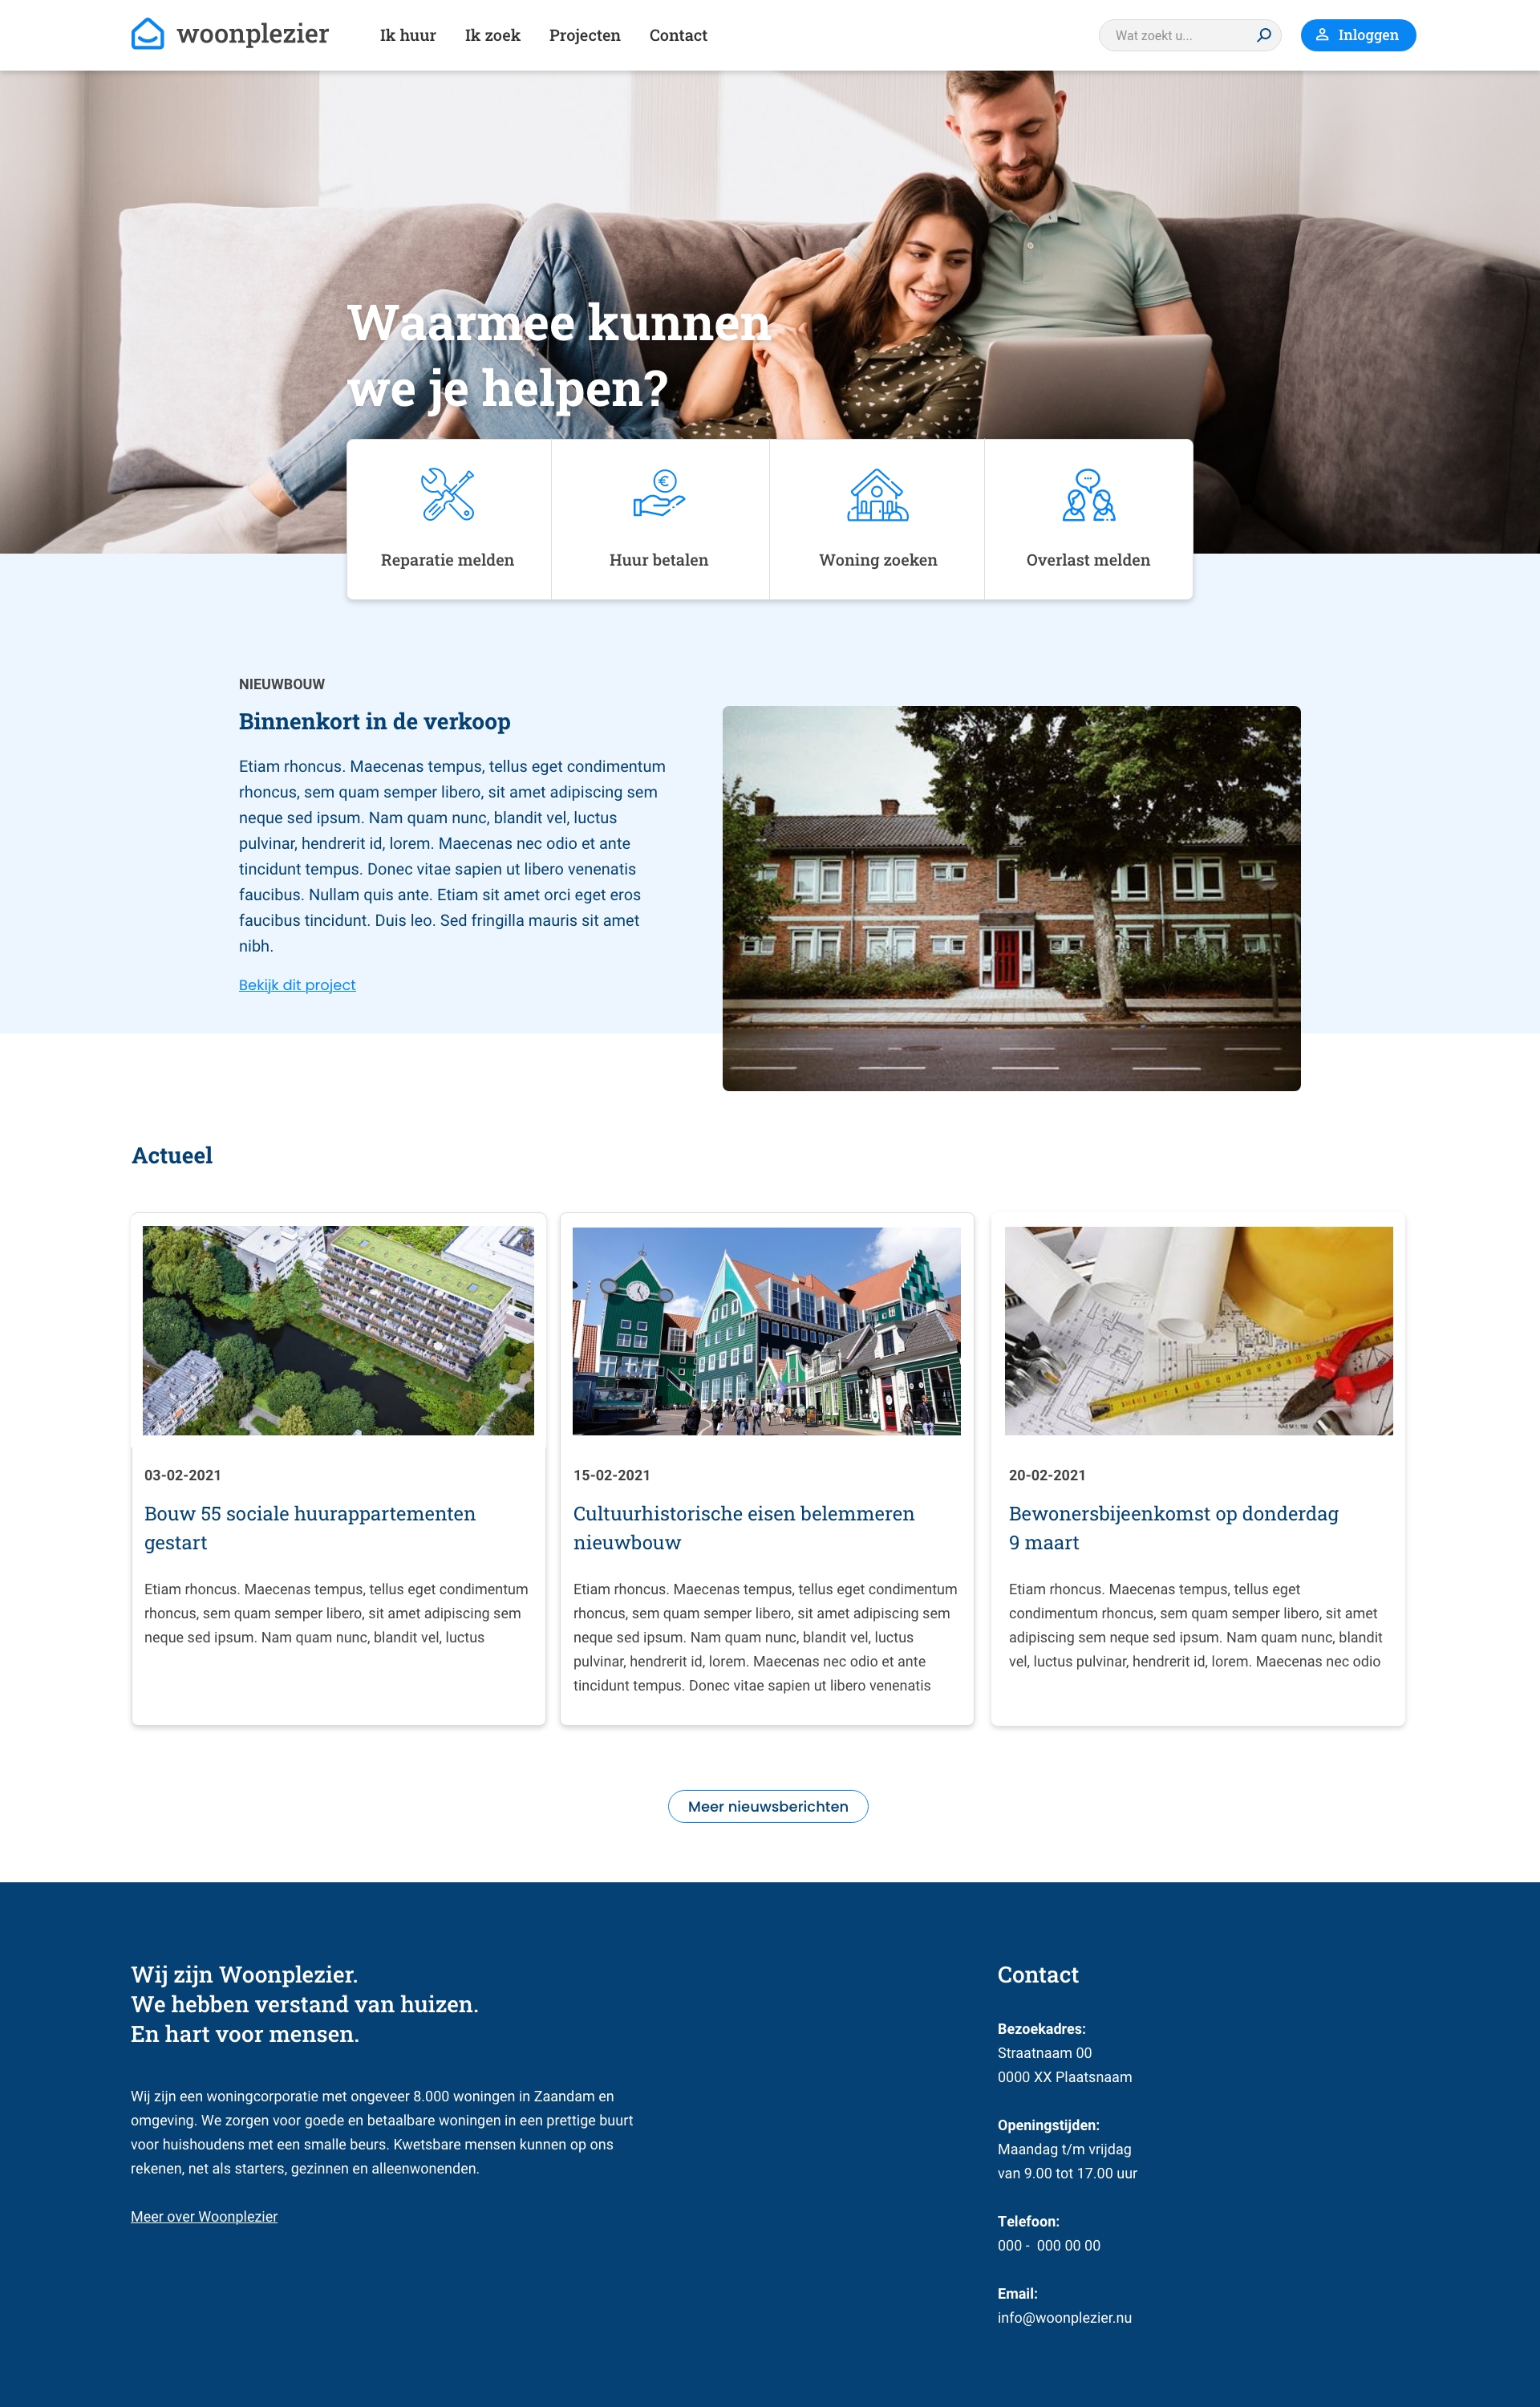 woonplezier
Ik huur
Ik zoek
Projecten
Contact
Wat zoekt u...
Inloggen
Waarmee kunnen
we je helpen?
Reparatie melden
Huur betalen
Woning zoeken
Overlast melden
NIEUWBOUW
Binnenkort in de verkoop
Etiam rhoncus. Maecenas tempus, tellus eget condimentum
rhoncus, sem quam semper libero, sit amet adipiscing sem
neque sed ipsum. Nam quam nunc, blandit vel, luctus
pulvinar, hendrerit id, lorem. Maecenas nec odio et ante
tincidunt tempus. Donec vitae sapien ut libero venenatis
faucibus. Nullam quis ante. Etiam sit amet orci eget eros
faucibus tincidunt. Duis leo. Sed fringilla mauris sit amet
nibh.
Bekijk dit project
Actueel
03-02-2021
Bouw 55 sociale huurappartementen
gestart
Etiam rhoncus. Maecenas tempus, tellus eget condimentum
rhoncus, sem quam semper libero, sit amet adipiscing sem
neque sed ipsum. Nam quam nunc, blandit vel, luctus
15-02-2021
Cultuurhistorische eisen belemmeren
nieuwbouw
Etiam rhoncus. Maecenas tempus, tellus eget condimentum
rhoncus, sem quam semper libero, sit amet adipiscing sem
neque sed ipsum. Nam quam nunc, blandit vel, luctus
pulvinar, hendrerit id, lorem. Maecenas nec odio et ante
tincidunt tempus. Donec vitae sapien ut libero venenatis
20-02-2021
Bewonersbijeenkomst op donderdag
9 maart
Etiam rhoncus. Maecenas tempus, tellus eget
condimentum rhoncus, sem quam semper libero, sit amet
adipiscing sem neque sed ipsum. Nam quam nunc, blandit
vel, luctus pulvinar, hendrerit id, lorem. Maecenas nec odio
Meer nieuwsberichten
Wij zijn Woonplezier.
We hebben verstand van huizen.
En hart voor mensen.
Wij zijn een woningcorporatie met ongeveer 8.000 woningen in Zaandam en
omgeving. We zorgen voor goede en betaalbare woningen in een prettige buurt
voor huishoudens met een smalle beurs. Kwetsbare mensen kunnen op ons
rekenen, net als starters, gezinnen en alleenwonenden.
Meer over Woonplezier
Contact
Bezoekadres:
Straatnaam 00
0000 XX Plaatsnaam
Openingstijden:
Maandag t/m vrijdag
van 9.00 tot 17.00 uur
Telefoon:
000 - 000 00 00
Email:
info@woonplezier.nu